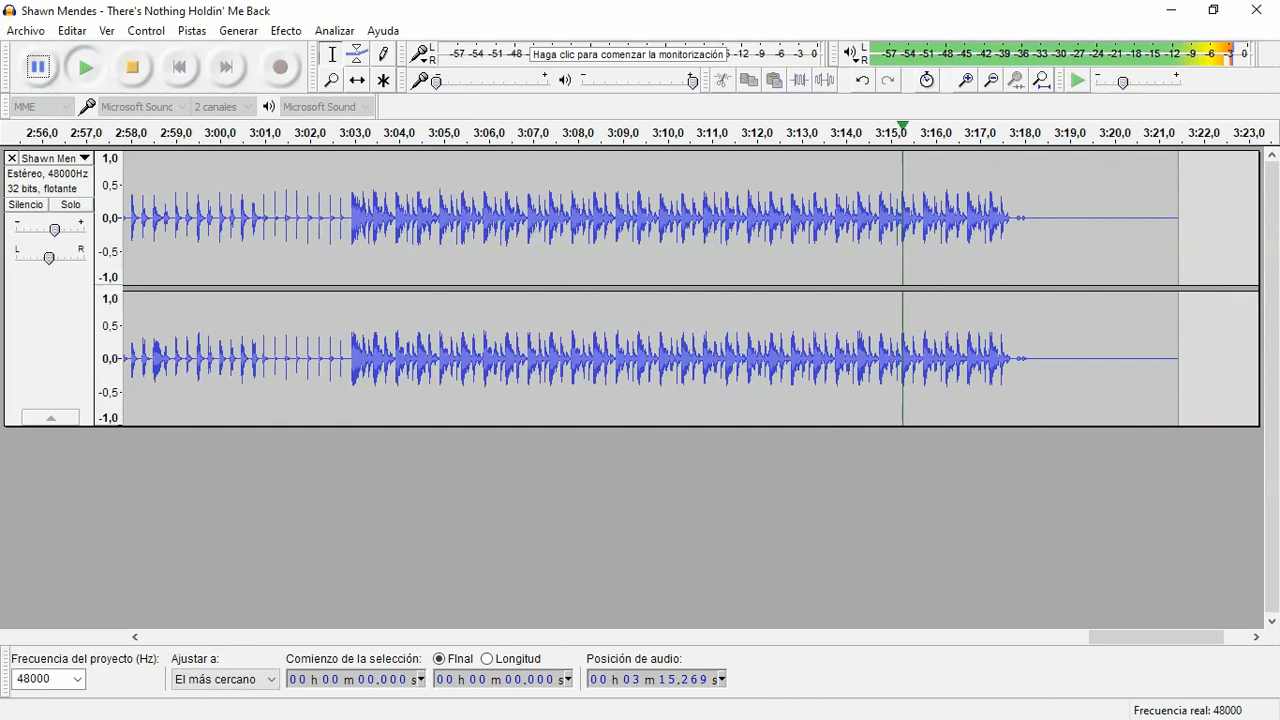 Shawn Mendes - There's Nothing Holdin' Me Back
Archivo Editar Ver Control Pistas Generar Efecto Analizar Ayuda
L -57 -54 -51 -48 Haga clic para comenzar la monitorización -12 -9 -6 -3 0 L -57 -54 -51 -48 -45 -42 -39 -36 -33 -30 -27 -24 -21 -18 -15 -12 -9 -6 0
R R
- + - + - +
MME Microsoft Sound 2 canales Microsoft Sound
2:56,0 2:57,0 2:58,0 2:59,0 3:00,0 3:01,0 3:02,0 3:03,0 3:04,0 3:05,0 3:06,0 3:07,0 3:08,0 3:09,0 3:10,0 3:11,0 3:12,0 3:13,0 3:14,0 3:15,0 3:16,0 3:17,0 3:18,0 3:19,0 3:20,0 3:21,0 3:22,0 3:23,0
Shawn Men 1,0
Estéreo, 48000Hz
32 bits, flotante 0,5
Silencio Solo
- + 0,0
L R -0,5
-1,0
1,0
0,5
0,0
-0,5
-1,0
Frecuencia del proyecto (Hz): Ajustar a: Comienzo de la selección: FInal Longitud Posición de audio:
48000 El más cercano 00 h 00 m 00.000 s 00 h 00 m 00.000 s 00 h 03 m 15.269 s
Frecuencia real: 48000